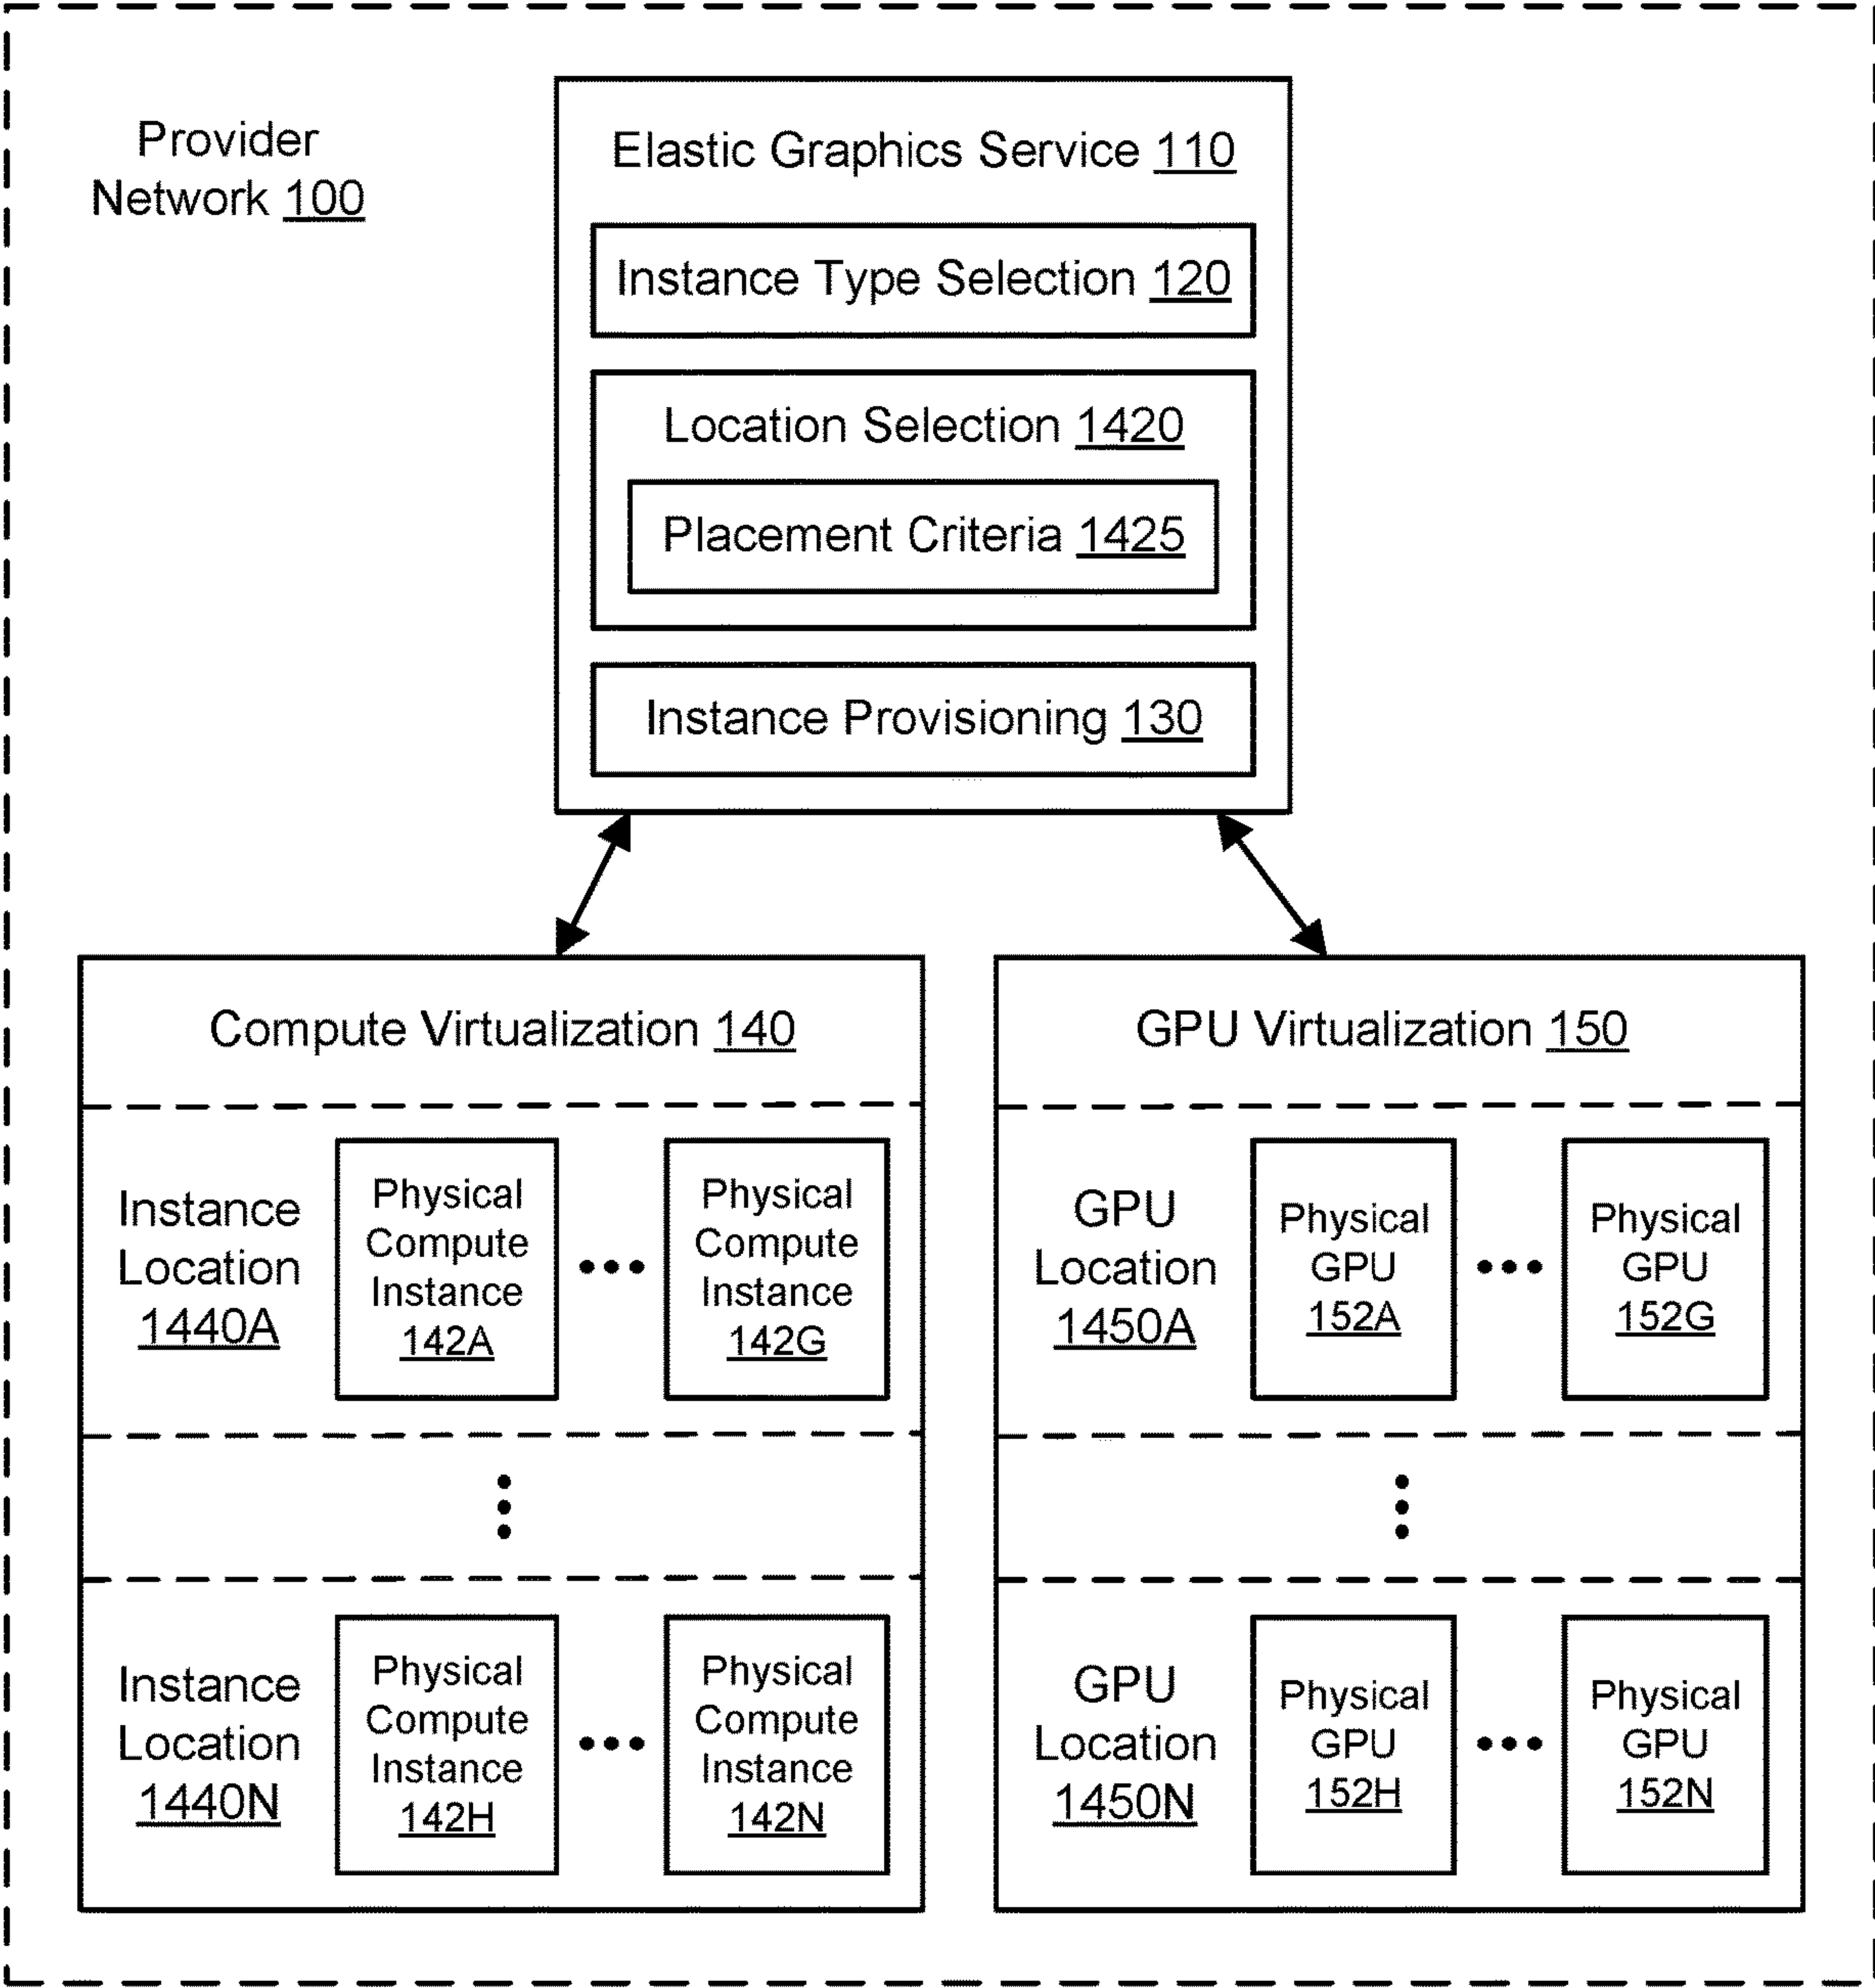 Provider
Network 100
Elastic Graphics Service 110
Instance Type Selection 120
Location Selection 1420
Placement Criteria 1425
Instance Provisioning 130
Compute Virtualization 140
Instance
Location
1440A
Physical
Compute
Instance
142A
Physical
Compute
Instance
142G
Instance
Location
1440N
Physical
Compute
Instance
142H
Physical
Compute
Instance
142N
GPU Virtualization 150
GPU
Location
1450A
Physical
GPU
152A
Physical
GPU
152G
GPU
Location
1450N
Physical
GPU
152H
Physical
GPU
152N